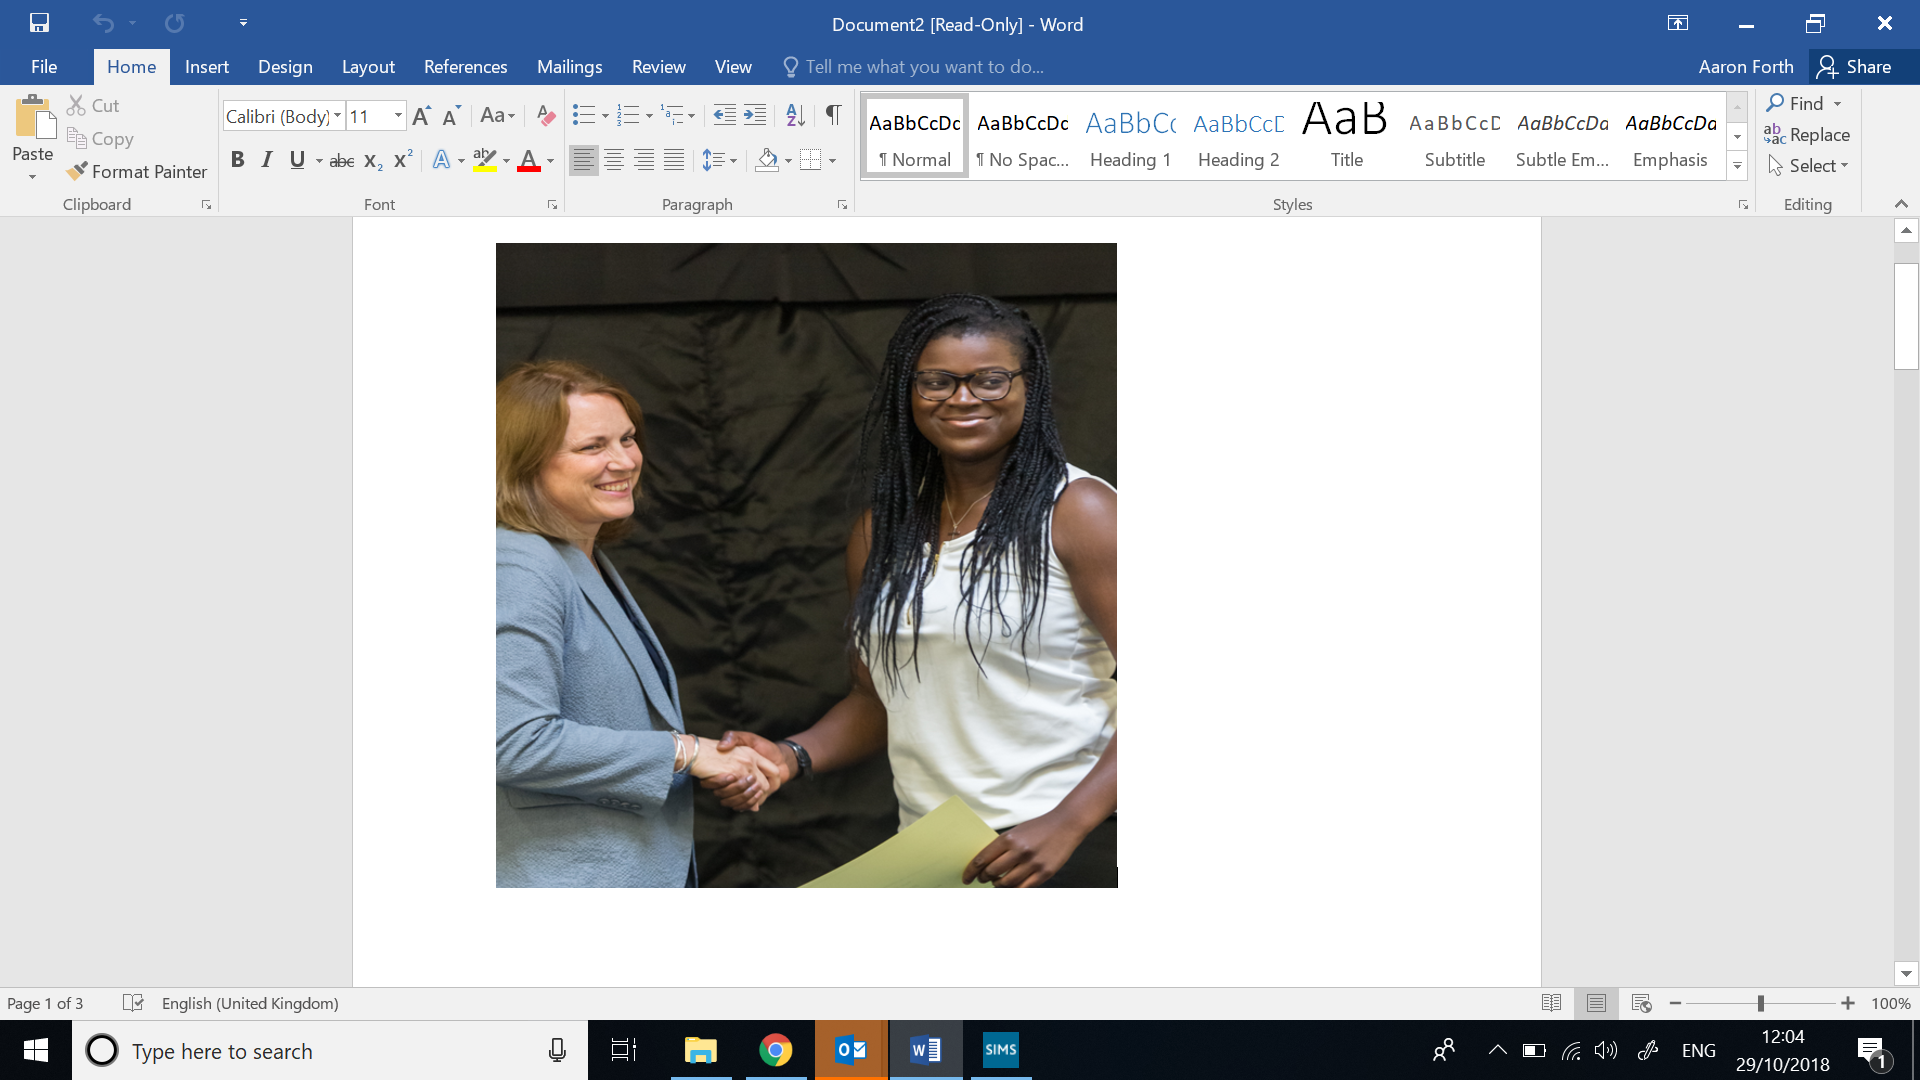 Document2 [Read-Only] - Word
File Home Insert Design Layout References Mailings Review View Tell me what you want to do... Aaron Forth Share
Paste
Cut
Copy
Format Painter
Clipboard
Calibri (Body) 11
Font
Paragraph
AaBbCcDc AaBbCcDc AaBbCc AaBbCcD AaB AaBbCcD AaBbCcDa AaBbCcDa
¶ Normal ¶ No Spac... Heading 1 Heading 2 Title Subtitle Subtle Em... Emphasis
Styles
Find
Replace
Select
Editing
Page 1 of 3 English (United Kingdom) 100%
Type here to search
SIMS
ENG
12:04
29/10/2018
1